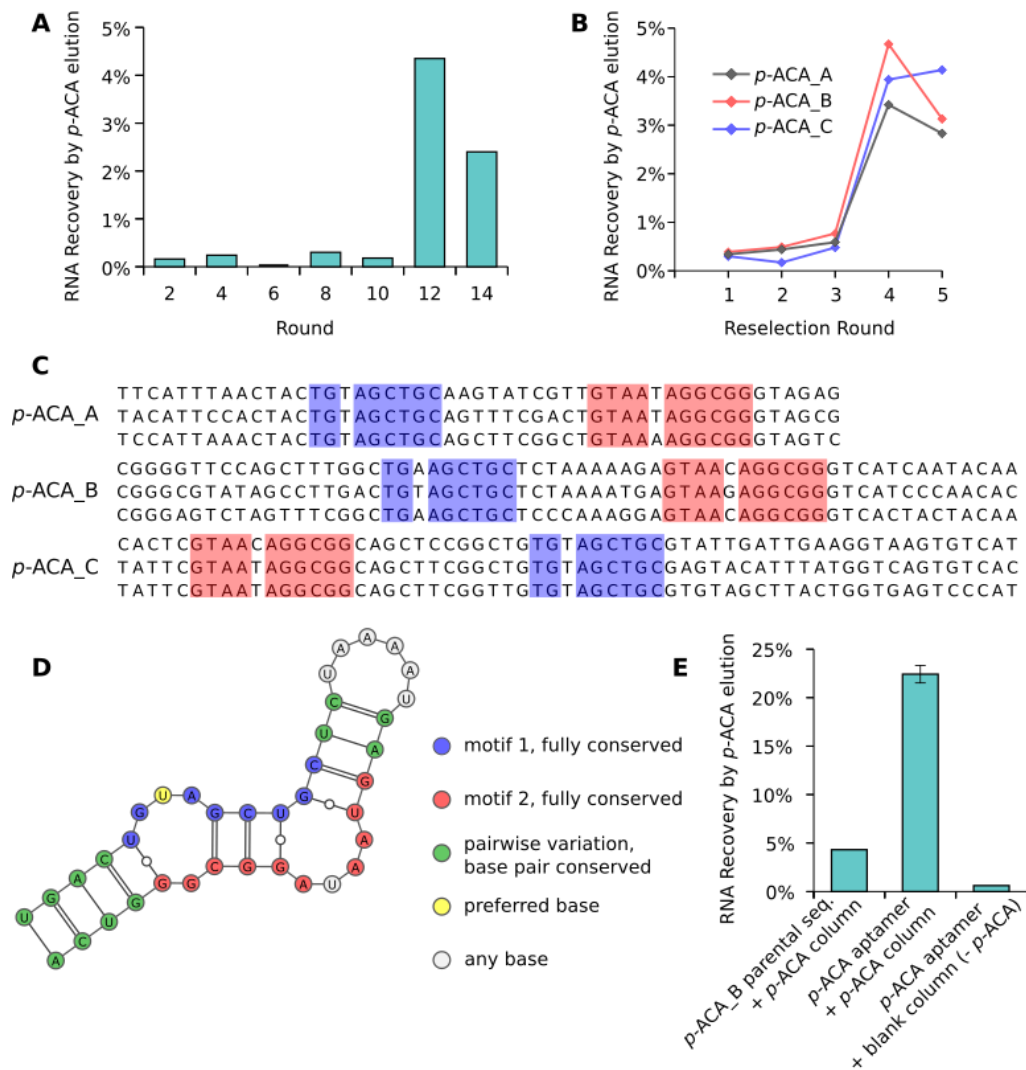 A
RNA Recovery by p-ACA elution
5%
4%
3%
2%
1%
0%
2 4 6 8 10 12 14
Round
B
RNA Recovery by p-ACA elution
5%
4%
3%
2%
1%
0%
p-ACA_A
p-ACA_B
p-ACA_C
1 2 3 4 5
Reselection Round
C
p-ACA_A
TTCATTTAACTACTGTAGCTGCAAGTATCGTTGTAATAGGCGGGTAGAG
TACATTCCACTACTGTAGCTGCAGTTTCGACTGTAATAGGCGGGTAGCG
TCCATTAAACTACTGTAGCTGCAGCTTCGGCTGTAAAAGGCGGGTAGTC
p-ACA_B
CGGGGTTCCAGCTTTGGCTGAAGCTGCTCTAAAAAGAGTAACAGGCGGGTCATCAATACAA
CGGGCGTATAGCCTTGACTGTAGCTGCTCTAAAATGAGTAAGAGGCGGGTCATCCCAACAC
CGGGAGTCTAGTTTCGGCTGAAGCTGCTCCCAAAGGAGTAACAGGCGGGTCACTACTACAA
p-ACA_C
CACTCGTAACAGGCGGCAGCTCCGGCTGTGTAGCTGCGTATTGATTGAAGGTAAGTGTCAT
TATTCGTAATAGGCGGCAGCTTCGGCTGTGTAGCTGCGAGTACATTTATGGTCAGTGTCAC
TATTCGTAATAGGCGGCAGCTTCGGTTGTGTAGCTGCGTGTAGCTTACTGGTGAGTCCCAT
D
U G A C U G U A G C U G C U C U A A A U G A G U A A U A G G C G G G U C A
motif 1, fully conserved
motif 2, fully conserved
pairwise variation,
base pair conserved
preferred base
any base
E
RNA Recovery by p-ACA elution
25%
20%
15%
10%
5%
0%
p-ACA_B parental seq.
+ p-ACA column
p-ACA aptamer
+ p-ACA column
p-ACA aptamer
+ blank column (- p-ACA)